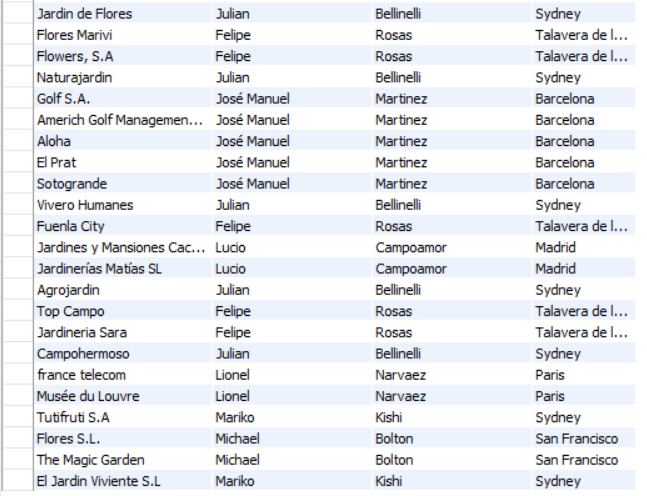 Jardin de Flores Julian Bellinelli Sydney
Flores Marivi Felipe Rosas Talavera de l...
Flowers, S.A Felipe Rosas Talavera de l...
Naturajardin Julian Bellinelli Sydney
Golf S.A. José Manuel Martinez Barcelona
Americh Golf Managemen... José Manuel Martinez Barcelona
Aloha José Manuel Martinez Barcelona
El Prat José Manuel Martinez Barcelona
Sotogrande José Manuel Martinez Barcelona
Vivero Humanes Julian Bellinelli Sydney
Fuenla City Felipe Rosas Talavera de l...
Jardines y Mansiones Cac... Lucio Campoamor Madrid
Jardinerías Matías SL Lucio Campoamor Madrid
Agrojardin Julian Bellinelli Sydney
Top Campo Felipe Rosas Talavera de l...
Jardineria Sara Felipe Rosas Talavera de l...
Campohermoso Julian Bellinelli Sydney
france telecom Lionel Narvaez Paris
Musée du Louvre Lionel Narvaez Paris
Tutifruti S.A Mariko Kishi Sydney
Flores S.L. Michael Bolton San Francisco
The Magic Garden Michael Bolton San Francisco
El Jardin Viviente S.L Mariko Kishi Sydney